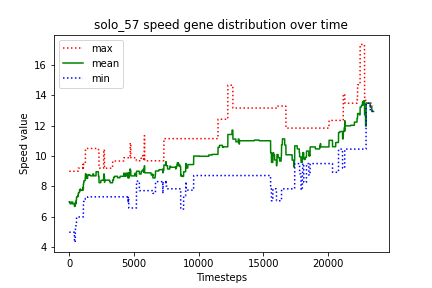 solo_57 speed gene distribution over time
max
mean
min
Speed value
16
14
12
10
8
6
4
0
5000
10000
15000
20000
Timesteps